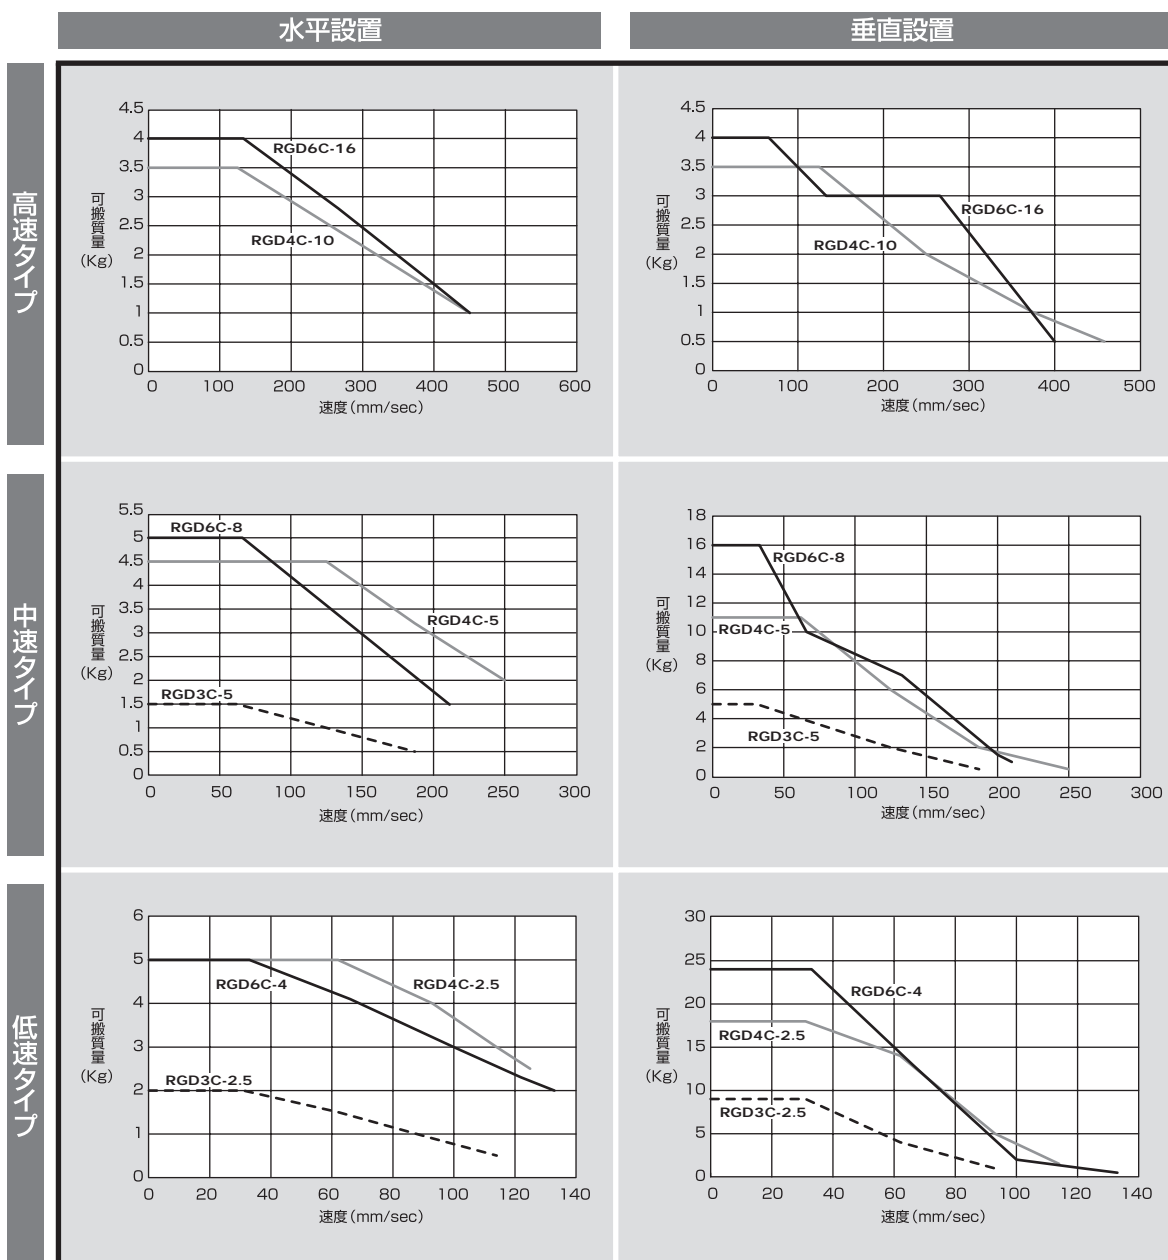 水平設置
垂直設置
高速タイプ
可搬質量
(Kg)
4.5
4
3.5
3
2.5
2
1.5
1
0.5
0
RGD6C-16
RGD4C-10
0 100 200 300 400 500 600
速度(mm/sec)
可搬質量
(Kg)
4.5
4
3.5
3
2.5
2
1.5
1
0.5
0
RGD6C-16
RGD4C-10
0 100 200 300 400 500
速度(mm/sec)
中速タイプ
可搬質量
(Kg)
5.5
5
4.5
4
3.5
3
2.5
2
1.5
1
0.5
0
RGD6C-8
RGD4C-5
RGD3C-5
0 50 100 150 200 250 300
速度(mm/sec)
可搬質量
(Kg)
18
16
14
12
10
8
6
4
2
0
RGD6C-8
RGD4C-5
RGD3C-5
0 50 100 150 200 250 300
速度(mm/sec)
低速タイプ
可搬質量
(Kg)
6
5
4
3
2
1
0
RGD6C-4
RGD4C-2.5
RGD3C-2.5
0 20 40 60 80 100 120 140
速度(mm/sec)
可搬質量
(Kg)
30
25
20
15
10
5
0
RGD6C-4
RGD4C-2.5
RGD3C-2.5
0 20 40 60 80 100 120 140
速度(mm/sec)